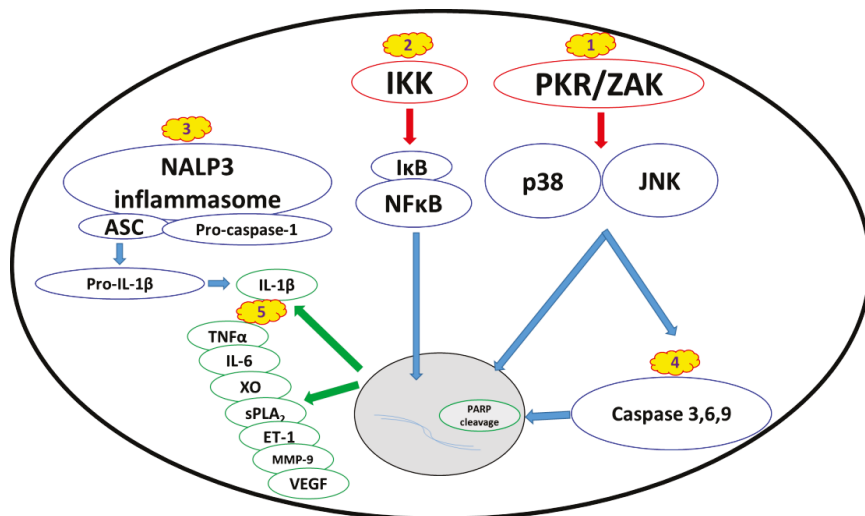 2
1
IKK
PKR/ZAK
3
NALP3
inflammasome
ASC
Pro-caspase-1
IκB
NFκB
p38
JNK
Pro-IL-1β
IL-1β
5
TNFα
IL-6
XO
sPLA₂
ET-1
MMP-9
VEGF
PARP
cleavage
4
Caspase 3,6,9